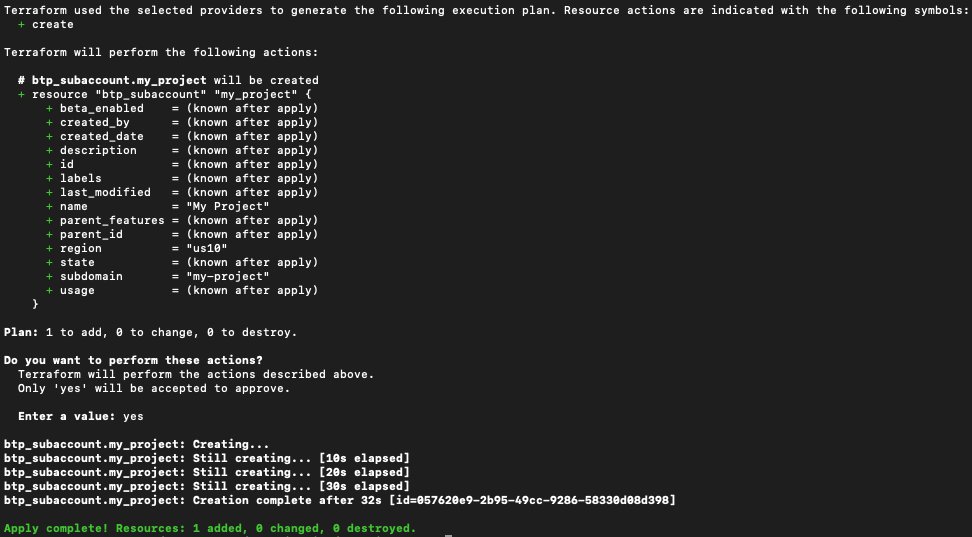 Terraform used the selected providers to generate the following execution plan. Resource actions are indicated with the following symbols:
  + create

Terraform will perform the following actions:

  # btp_subaccount.my_project will be created
  + resource "btp_subaccount" "my_project" {
      + beta_enabled    = (known after apply)
      + created_by      = (known after apply)
      + created_date    = (known after apply)
      + description     = (known after apply)
      + id              = (known after apply)
      + labels          = (known after apply)
      + last_modified   = (known after apply)
      + name            = "My Project"
      + parent_features = (known after apply)
      + parent_id       = (known after apply)
      + region          = "us10"
      + state           = (known after apply)
      + subdomain       = "my-project"
      + usage           = (known after apply)
    }

Plan: 1 to add, 0 to change, 0 to destroy.

Do you want to perform these actions?
  Terraform will perform the actions described above.
  Only 'yes' will be accepted to approve.

  Enter a value: yes

btp_subaccount.my_project: Creating...
btp_subaccount.my_project: Still creating... [10s elapsed]
btp_subaccount.my_project: Still creating... [20s elapsed]
btp_subaccount.my_project: Still creating... [30s elapsed]
btp_subaccount.my_project: Creation complete after 32s [id=057620e9-2b95-49cc-9286-58330d08d398]

Apply complete! Resources: 1 added, 0 changed, 0 destroyed.